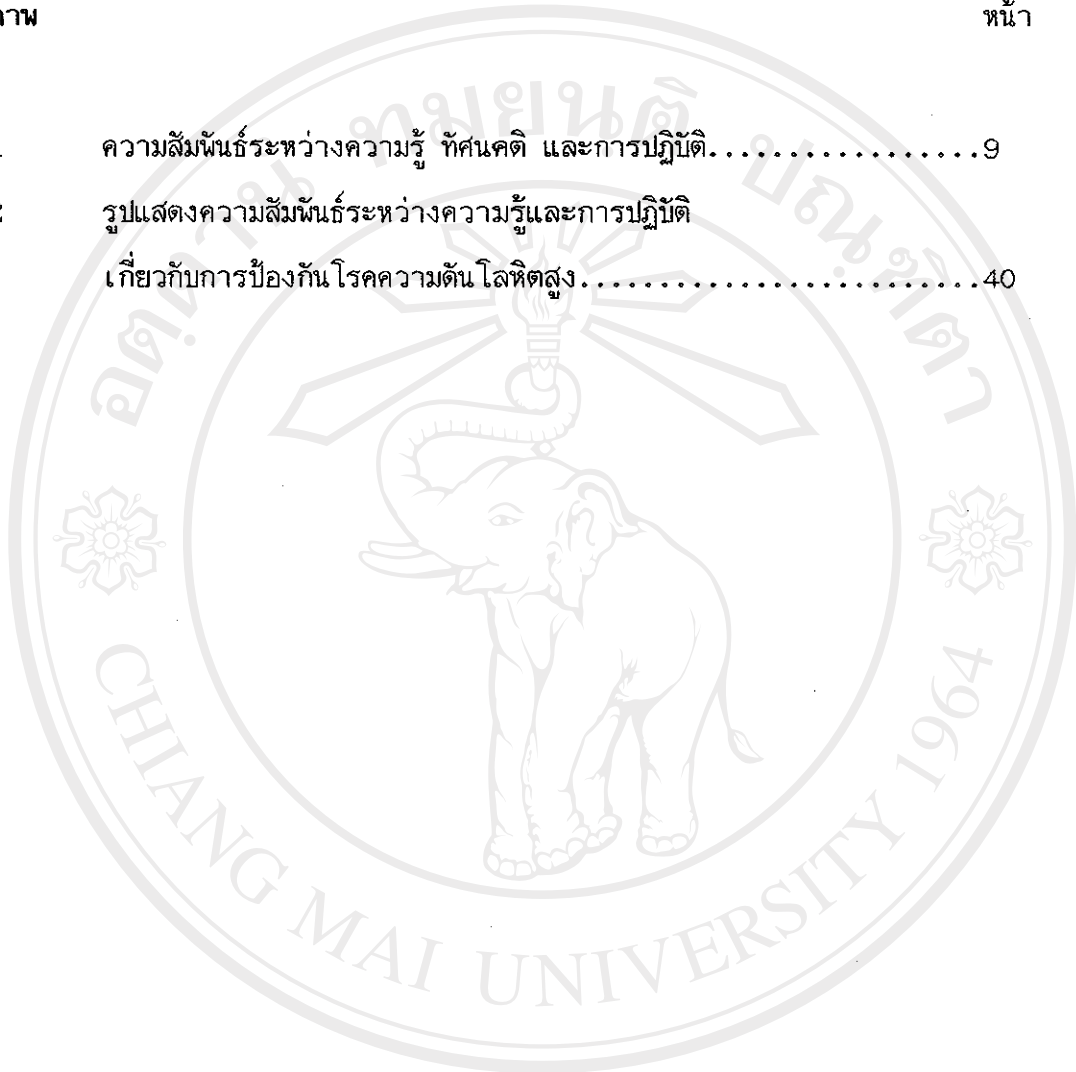 หน้า
ความสัมพันธ์ระหว่างความรู้ ทัศนคติ และการปฏิบัติ..................9
รูปแสดงความสัมพันธ์ระหว่างความรู้และการปฏิบัติ
เกี่ยวกับการป้องกันโรคความดันโลหิตสูง..........................40
CHIANG MAI UNIVERSITY 1964